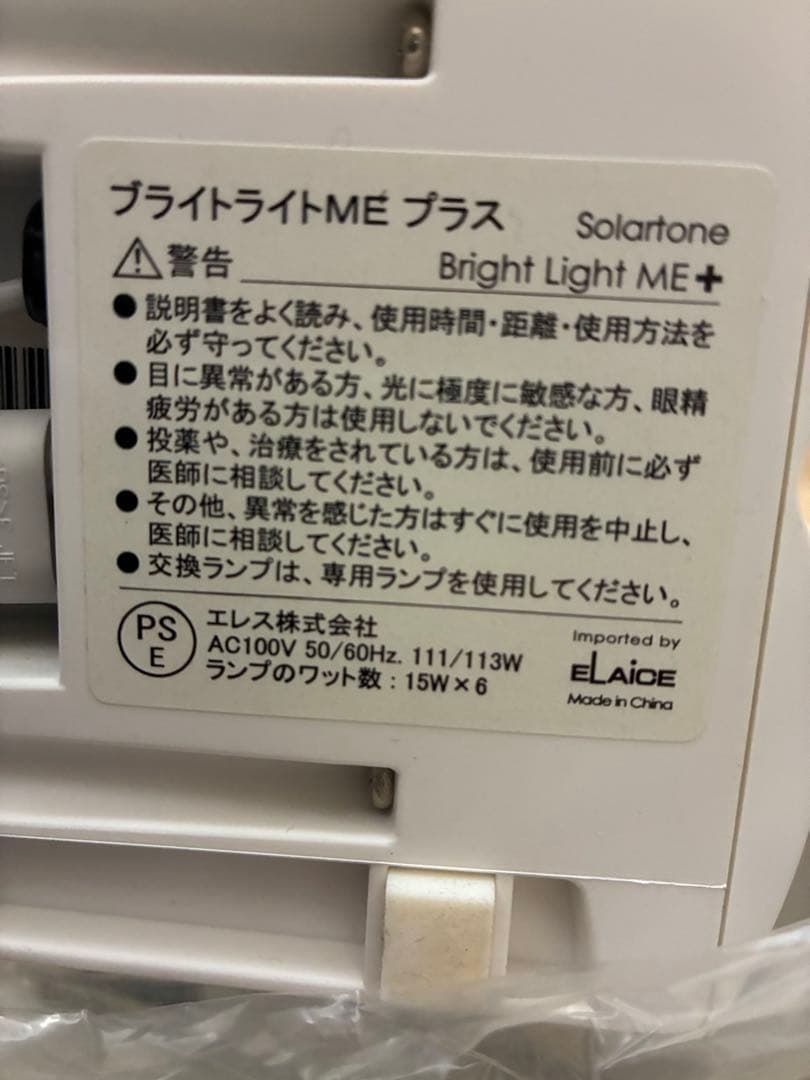 ブライトライトME プラス
Solartone
Bright Light ME+
警告
● 説明書をよく読み、使用時間・距離・使用方法を
必ず守ってください。
● 目に異常がある方、光に極度に敏感な方、眼精
疲労がある方は使用しないでください。
● 投薬や、治療をされている方は、使用前に必ず
医師に相談してください。
● その他、異常を感じた方はすぐに使用を中止し、
医師に相談してください。
● 交換ランプは、専用ランプを使用してください。
PS
E
エレス株式会社
AC100V 50/60Hz. 111/113W
ランプのワット数：15W×6
Imported by
ELAiCE
Made in China